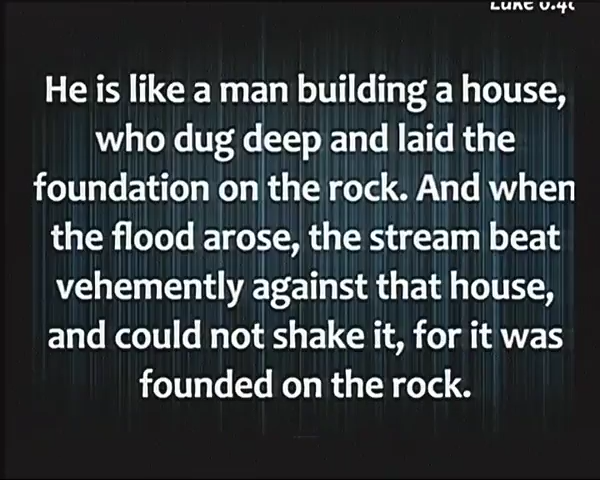 He is like a man building a house,
who dug deep and laid the
foundation on the rock. And when
the flood arose, the stream beat
vehemently against that house,
and could not shake it, for it was
founded on the rock.